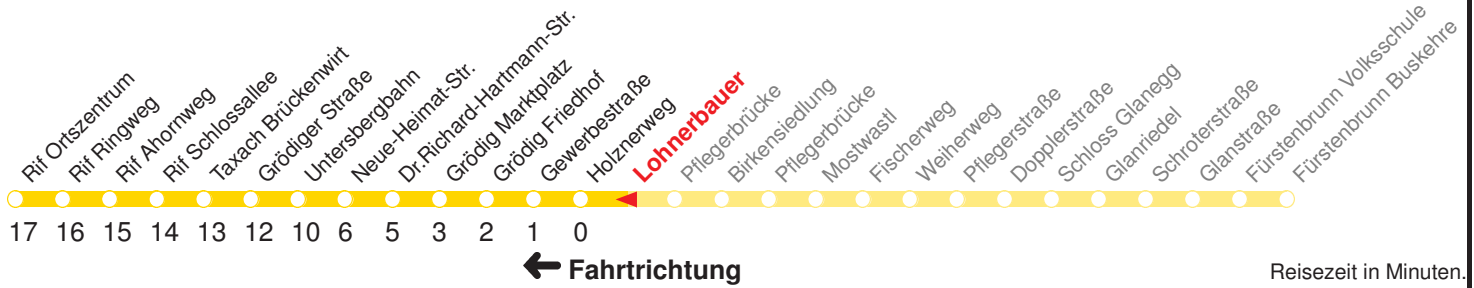 Rif Ortszentrum
Rif Ringweg
Rif Ahornweg
Rif Schlossallee
Taxach Brückenwirt
Grödiger Straße
Untersbergbahn
Neue-Heimat-Str.
Dr.Richard-Hartmann-Str.
Grödig Marktplatz
Grödig Friedhof
Gewerbestraße
Holznerweg
Lohnerbauer
Pflegerbrücke
Birkensiedlung
Pflegerbrücke
Mostwastl
Fischerweg
Weiherweg
Pflegerstraße
Dopplerstraße
Schloss Glanegg
Glanriedel
Schroterstraße
Glanstraße
Fürstenbrunn Volksschule
Fürstenbrunn Buskehre
17 16 15 14 13 12 10 6 5 3 2 1 0
Fahrtrichtung
Reisezeit in Minuten.